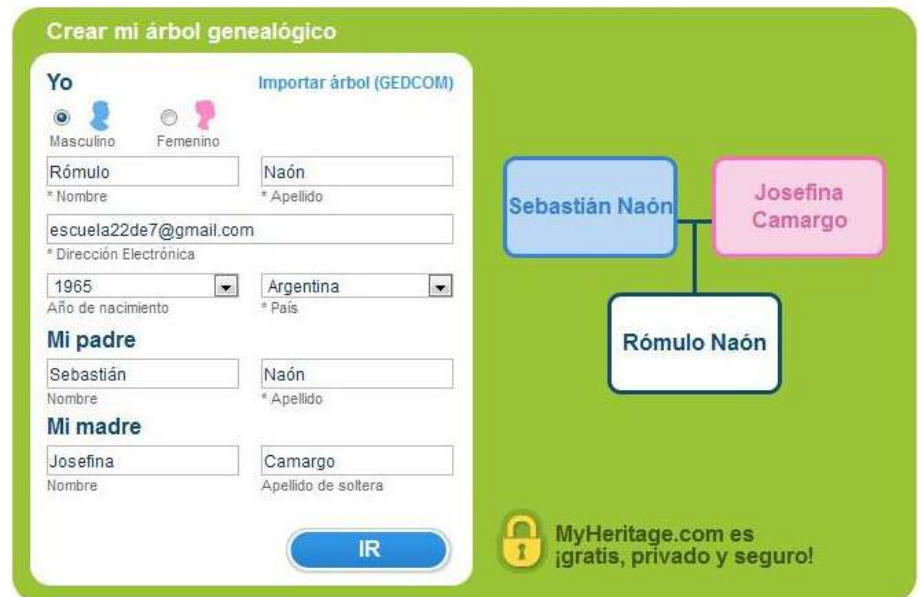 Crear mi árbol genealógico
Yo
Importar árbol (GEDCOM)
Masculino
Femenino
Rómulo
Naón
* Nombre
* Apellido
escuela22de7@gmail.com
* Dirección Electrónica
1965
Argentina
Año de nacimiento
* País
Mi padre
Sebastián
Naón
Nombre
* Apellido
Mi madre
Josefina
Camargo
Nombre
Apellido de soltera
IR
Sebastián Naón
Josefina
Camargo
Rómulo Naón
MyHeritage.com es
¡gratis, privado y seguro!